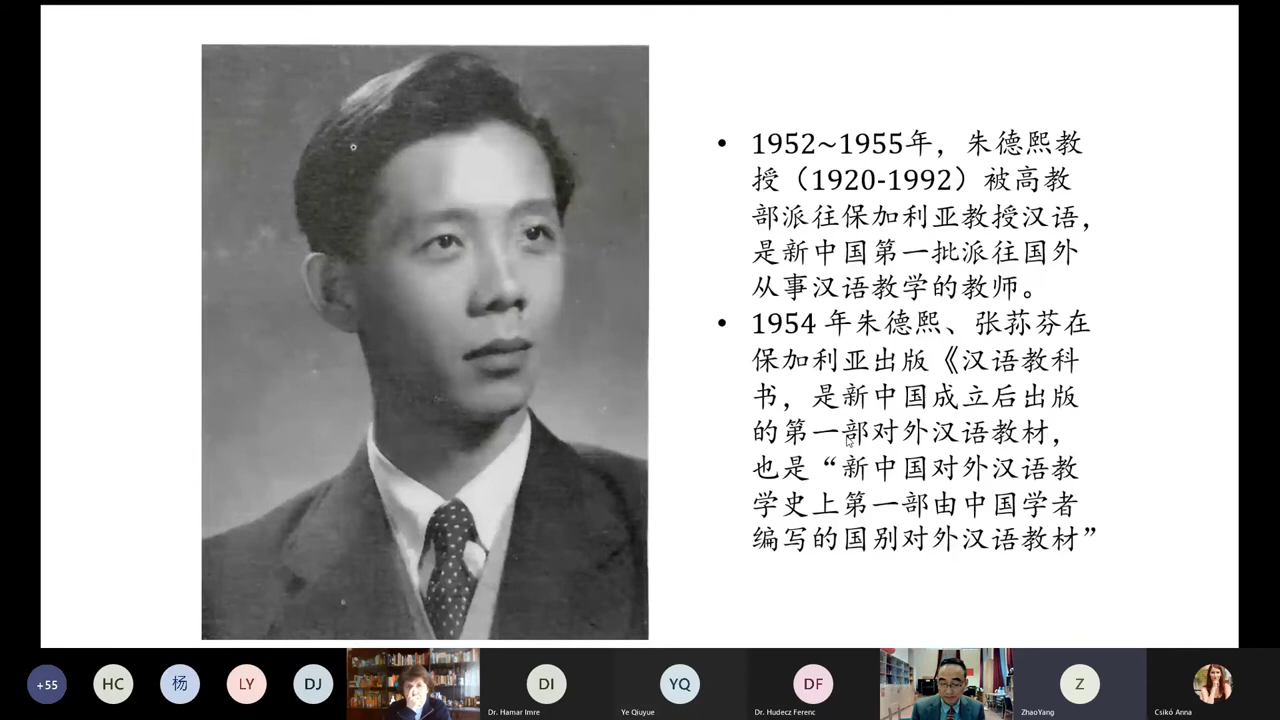 • 1952~1955年，朱德熙教
授（1920-1992）被高教
部派往保加利亚教授汉语，
是新中国第一批派往国外
从事汉语教学的教师。
• 1954 年朱德熙、张荪芬在
保加利亚出版《汉语教科
书，是新中国成立后出版
的第一部对外汉语教材，
也是“新中国对外汉语教
学史上第一部由中国学者
编写的国别对外汉语教材”
+55
HC
杨
LY
DJ
DI
Dr. Hamar Imre
YQ
Ye Qiuyue
DF
Dr. Hudecz Ferenc
Z
ZhaoYang
Csikó Anna